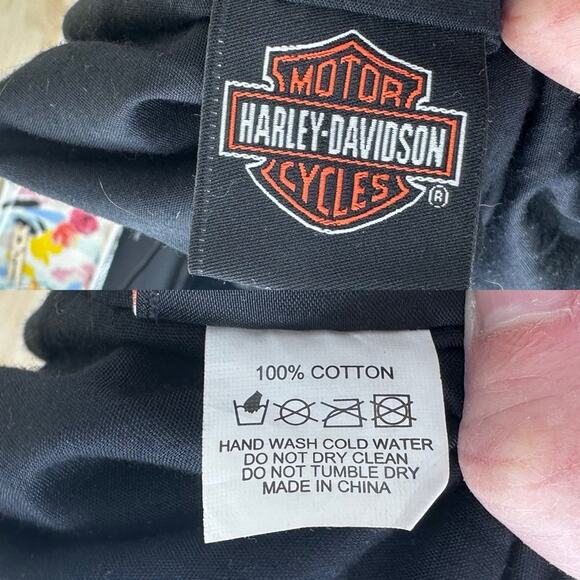 MOTOR
HARLEY-DAVIDSON
CYCLES ®
100% COTTON
HAND WASH COLD WATER
DO NOT DRY CLEAN
DO NOT TUMBLE DRY
MADE IN CHINA